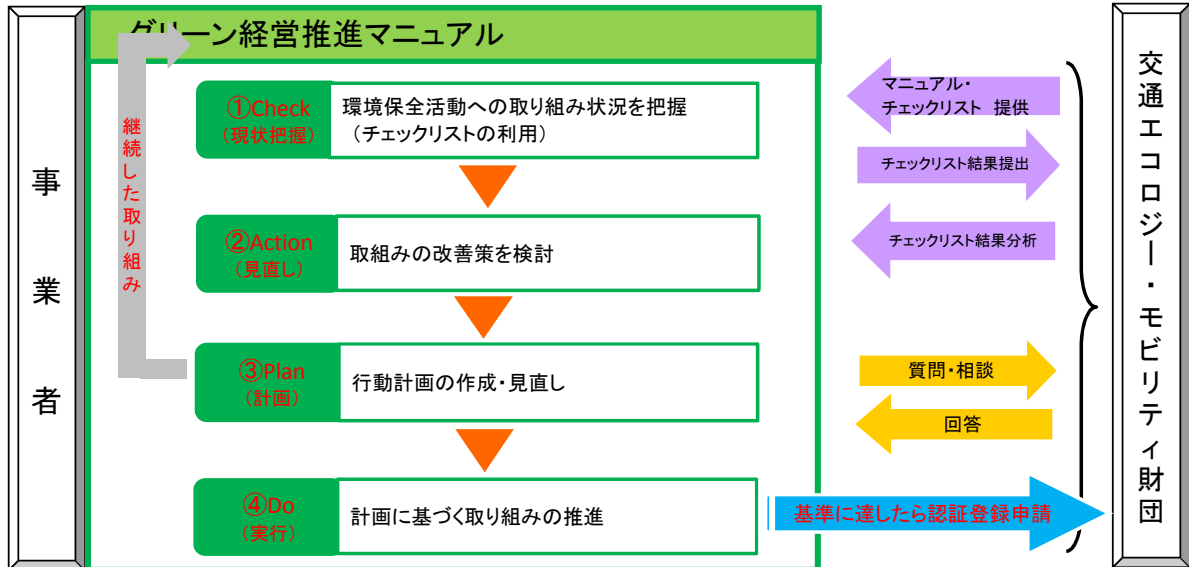 グリーン経営推進マニュアル
事業者
継続した取り組み
①Check
(現状把握)
環境保全活動への取り組み状況を把握
（チェックリストの利用）
②Action
(見直し)
取組みの改善策を検討
③Plan
(計画)
行動計画の作成・見直し
④Do
(実行)
計画に基づく取り組みの推進
マニュアル・
チェックリスト 提供
チェックリスト結果提出
チェックリスト結果分析
質問・相談
回答
基準に達したら認証登録申請
交通エコロジー・モビリティ財団